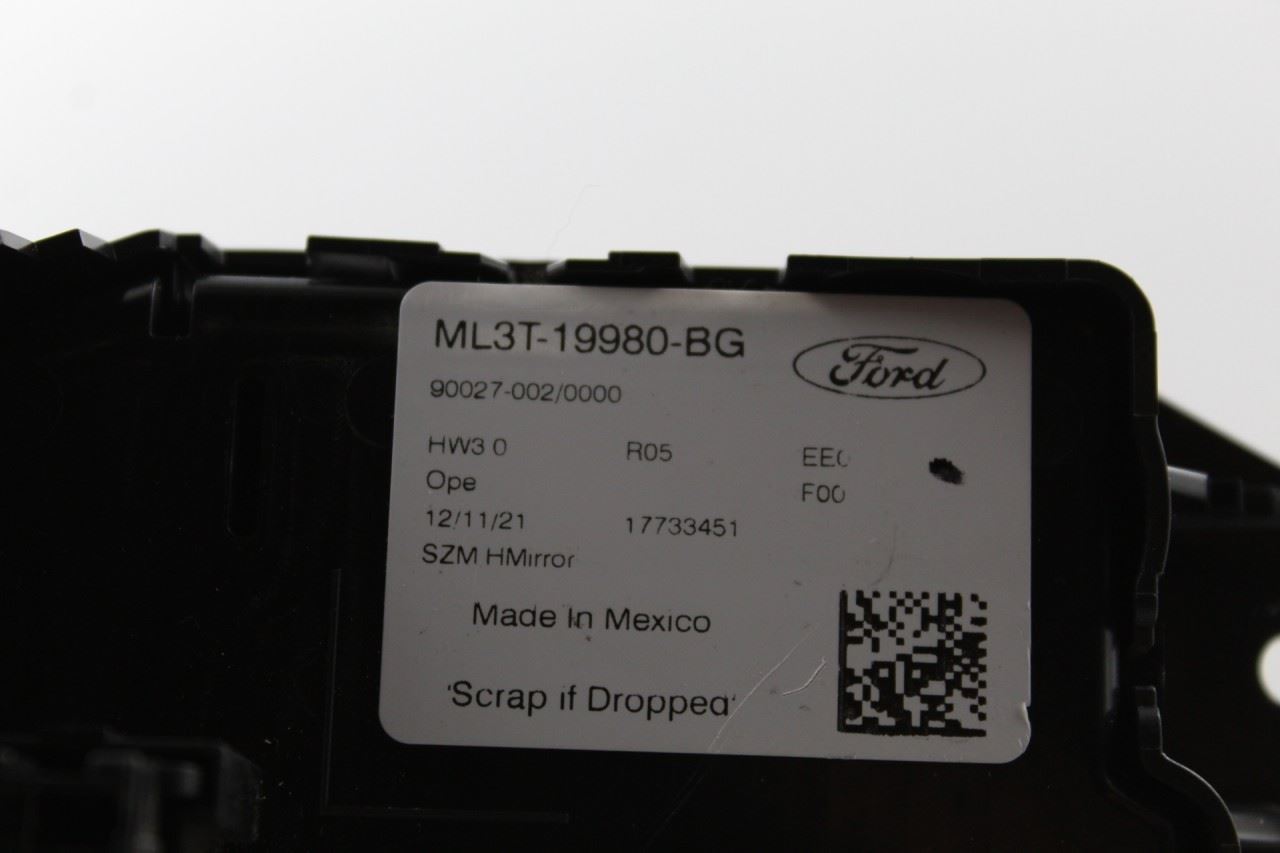 ML3T-19980-BG
Ford
90027-002/0000
HW3 0 R05
Ope F00
12/11/21 17733451
SZM HMirror
Made In Mexico
'Scrap if Dropped'